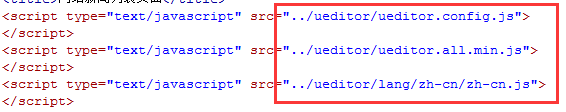 <script type="text/javascript" src="../ueditor/ueditor.config.js">
</script>
<script type="text/javascript" src="../ueditor/ueditor.all.min.js">
</script>
<script type="text/javascript" src="../ueditor/lang/zh-cn/zh-cn.js">
</script>